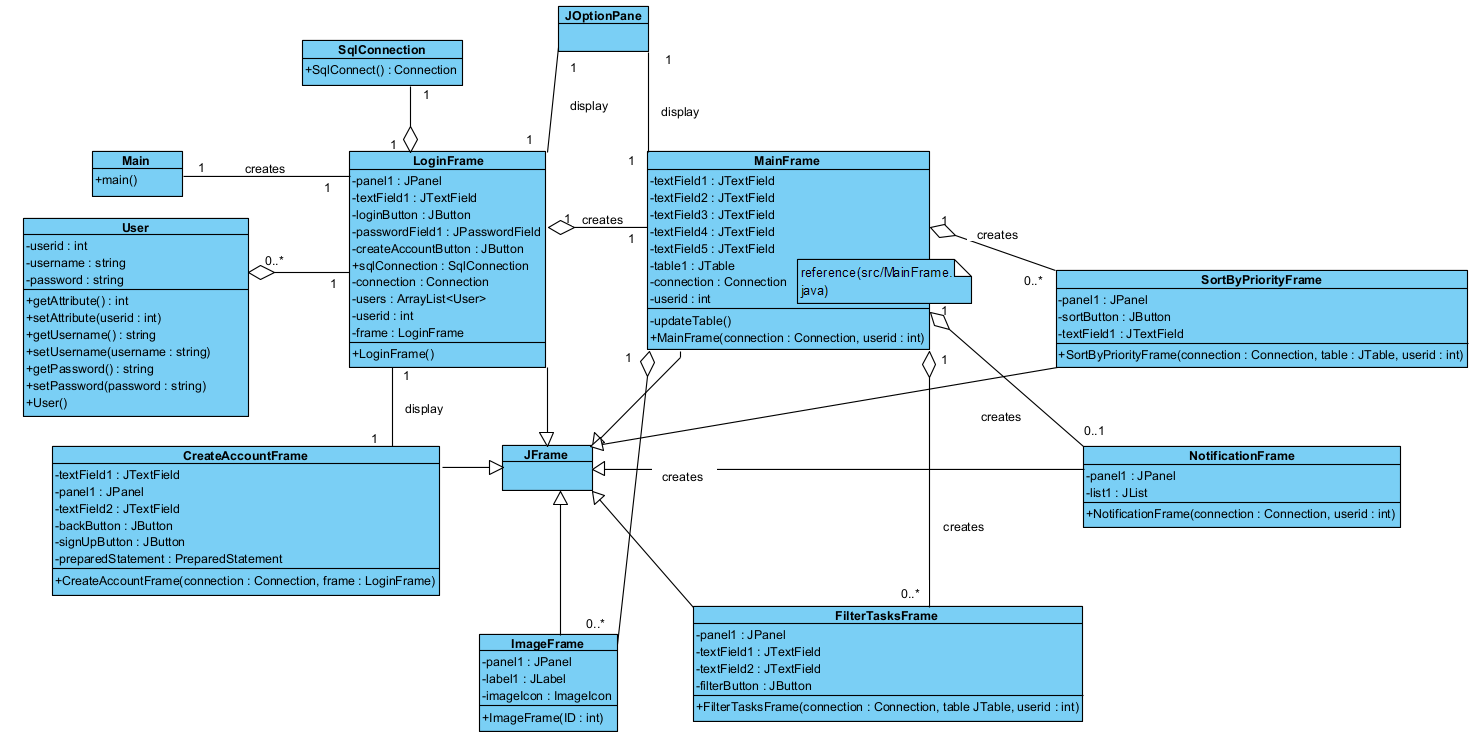 JOptionPane
SqlConnection
+SqlConnect() : Connection
1
1
1
display
display
1
1
1
1
Main
+main()
1
creates
1
LoginFrame
-panel1 : JPanel
-textField1 : JTextField
-loginButton : JButton
-passwordField1 : JPasswordField
-createAccountButton : JButton
+sqlConnection : SqlConnection
-connection : Connection
-users : ArrayList<User>
-userid : int
-frame : LoginFrame
+LoginFrame()
MainFrame
-textField1 : JTextField
-textField2 : JTextField
-textField3 : JTextField
-textField4 : JTextField
-textField5 : JTextField
-table1 : JTable
-connection : Connection
-userid : int
-updateTable()
+MainFrame(connection : Connection, userid : int)
reference(src/MainFrame.
java)
User
-userid : int
-username : string
-password : string
+getAttribute() : int
+setAttribute(userid : int)
+getUsername() : string
+setUsername(username : string)
+getPassword() : string
+setPassword(password : string)
+User()
0..*
1
1
creates
1
1
creates
0..*
SortByPriorityFrame
-panel1 : JPanel
-sortButton : JButton
-textField1 : JTextField
+SortByPriorityFrame(connection : Connection, table : JTable, userid : int)
1
1
1
1
display
1
creates
0..1
CreateAccountFrame
-textField1 : JTextField
-panel1 : JPanel
-textField2 : JTextField
-backButton : JButton
-signUpButton : JButton
-preparedStatement : PreparedStatement
+CreateAccountFrame(connection : Connection, frame : LoginFrame)
JFrame
creates
NotificationFrame
-panel1 : JPanel
-list1 : JList
+NotificationFrame(connection : Connection, userid : int)
creates
0..*
0..*
ImageFrame
-panel1 : JPanel
-label1 : JLabel
-imageIcon : ImageIcon
+ImageFrame(ID : int)
FilterTasksFrame
-panel1 : JPanel
-textField1 : JTextField
-textField2 : JTextField
-filterButton : JButton
+FilterTasksFrame(connection : Connection, table JTable, userid : int)